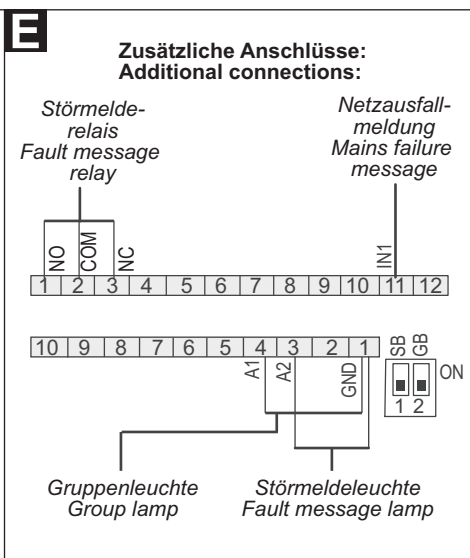 E
Zusätzliche Anschlüsse:
Additional connections:
Störmelde-
relais
Fault message
relay
Netzausfall-
meldung
Mains failure
message
NO COM NC IN1
1 2 3 4 5 6 7 8 9 10 11 12
10 9 8 7 6 5 4 3 2 1
A1 A2 GND
SB GB
ON
1 2
Gruppenleuchte
Group lamp
Störmeldeleuchte
Fault message lamp